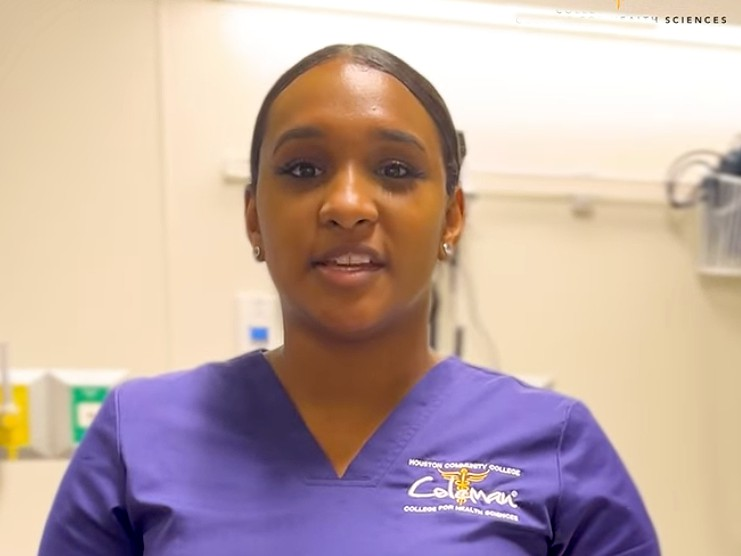 SCIENCES
HOUSTON COMMUNITY COLLEGE
Coleman
COLLEGE FOR HEALTH SCIENCES